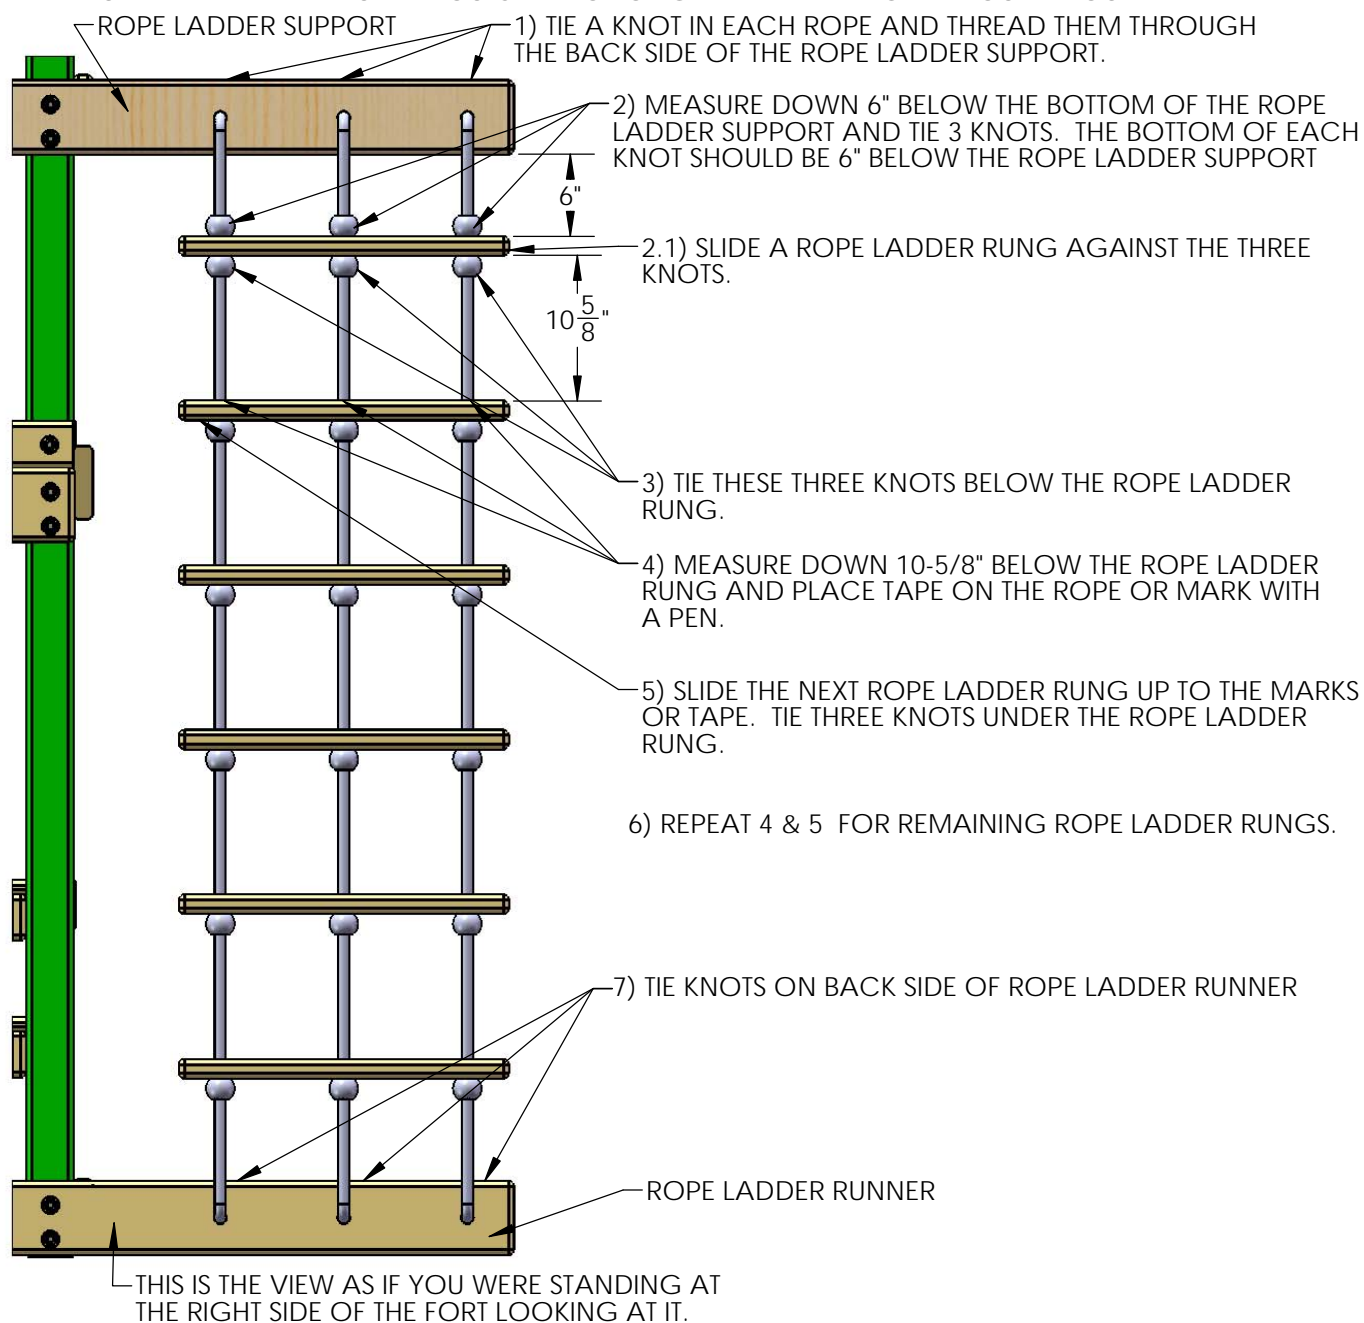 ROPE LADDER SUPPORT
1) TIE A KNOT IN EACH ROPE AND THREAD THEM THROUGH
THE BACK SIDE OF THE ROPE LADDER SUPPORT.
2) MEASURE DOWN 6" BELOW THE BOTTOM OF THE ROPE
LADDER SUPPORT AND TIE 3 KNOTS. THE BOTTOM OF EACH
KNOT SHOULD BE 6" BELOW THE ROPE LADDER SUPPORT
6"
2.1) SLIDE A ROPE LADDER RUNG AGAINST THE THREE
KNOTS.
10 5/8"
3) TIE THESE THREE KNOTS BELOW THE ROPE LADDER
RUNG.
4) MEASURE DOWN 10-5/8" BELOW THE ROPE LADDER
RUNG AND PLACE TAPE ON THE ROPE OR MARK WITH
A PEN.
5) SLIDE THE NEXT ROPE LADDER RUNG UP TO THE MARKS
OR TAPE. TIE THREE KNOTS UNDER THE ROPE LADDER
RUNG.
6) REPEAT 4 & 5 FOR REMAINING ROPE LADDER RUNGS.
7) TIE KNOTS ON BACK SIDE OF ROPE LADDER RUNNER
ROPE LADDER RUNNER
THIS IS THE VIEW AS IF YOU WERE STANDING AT
THE RIGHT SIDE OF THE FORT LOOKING AT IT.